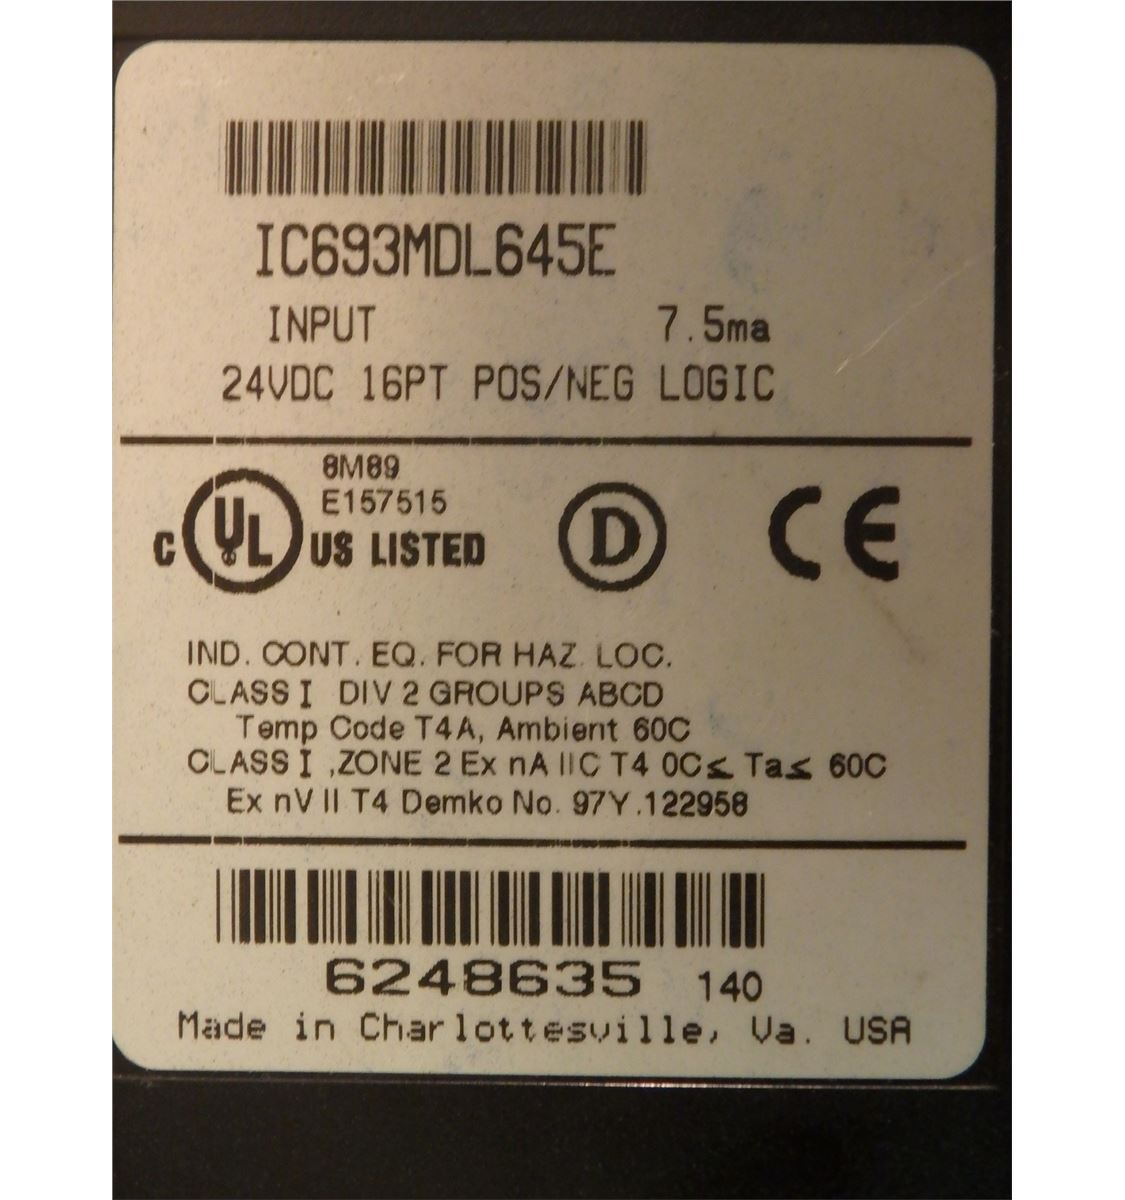 IC693MDL645E
INPUT 7.5ma
24VDC 16PT POS/NEG LOGIC
8M89
E157515
C UL US LISTED D CE
IND. CONT. EQ. FOR HAZ. LOC.
CLASS I DIV 2 GROUPS ABCD
Temp Code T4A, Ambient 60C
CLASS I ,ZONE 2 Ex nA IIC T4 0C≤ Ta≤ 60C
Ex nV II T4 Demko No. 97Y.122958
6248635 140
Made in Charlottesville, Va. USA